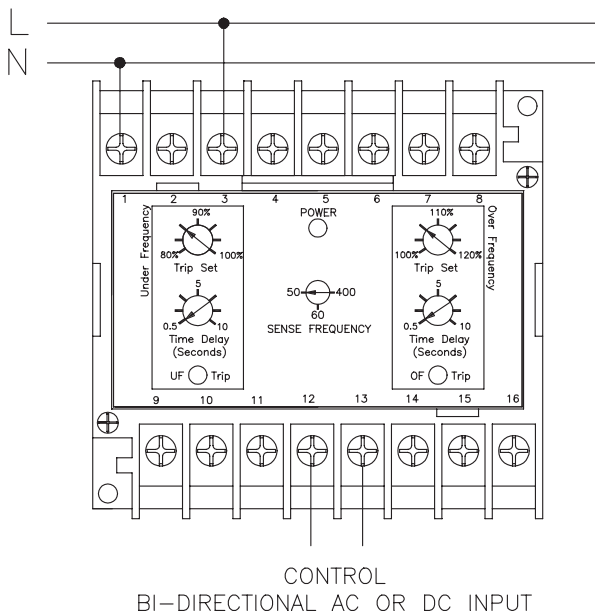 L
N
1 2 3 4 5 6 7 8
Under Frequency
90%
80% 100%
Trip Set
5
0.5 10
Time Delay
(Seconds)
UF Trip
POWER
50 400
60
SENSE FREQUENCY
Over Frequency
110%
100% 120%
Trip Set
5
0.5 10
Time Delay
(Seconds)
OF Trip
9 10 11 12 13 14 15 16
CONTROL
BI-DIRECTIONAL AC OR DC INPUT